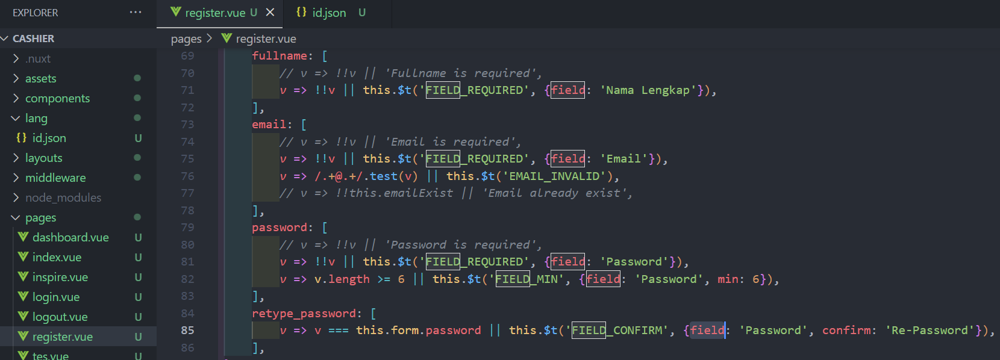 EXPLORER ···
register.vue U
{} id.json U
CASHIER
.nuxt
assets
components
lang
{} id.json U
layouts
middleware
node_modules
pages
dashboard.vue U
index.vue U
inspire.vue U
login.vue U
logout.vue U
register.vue U
tes.vue U
pages > register.vue
69 fullname: [
70 // v => !!v || 'Fullname is required',
71 v => !!v || this.$t('FIELD_REQUIRED', {field: 'Nama Lengkap'}),
72 ],
73 email: [
74 // v => !!v || 'Email is required',
75 v => !!v || this.$t('FIELD_REQUIRED', {field: 'Email'}),
76 v => /.+@.+/.test(v) || this.$t('EMAIL_INVALID'),
77 // v => !!this.emailExist || 'Email already exist',
78 ],
79 password: [
80 // v => !!v || 'Password is required',
81 v => !!v || this.$t('FIELD_REQUIRED', {field: 'Password'}),
82 v => v.length >= 6 || this.$t('FIELD_MIN', {field: 'Password', min: 6}),
83 ],
84 retype_password: [
85 v => v === this.form.password || this.$t('FIELD_CONFIRM', {field: 'Password', confirm: 'Re-Password'}),
86 ],